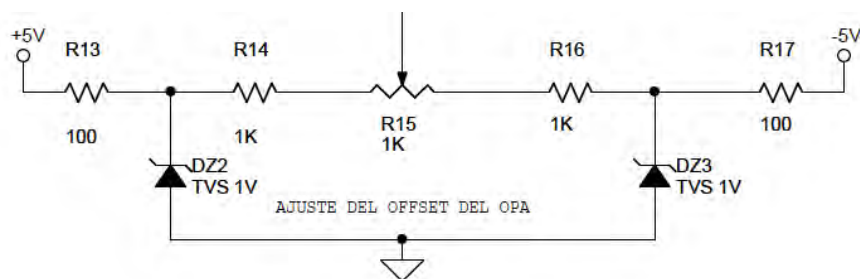 +5V
-5V
R13
R14
R16
R17
R15
1K
100
1K
1K
100
DZ2
TVS 1V
DZ3
TVS 1V
AJUSTE DEL OFFSET DEL OPA